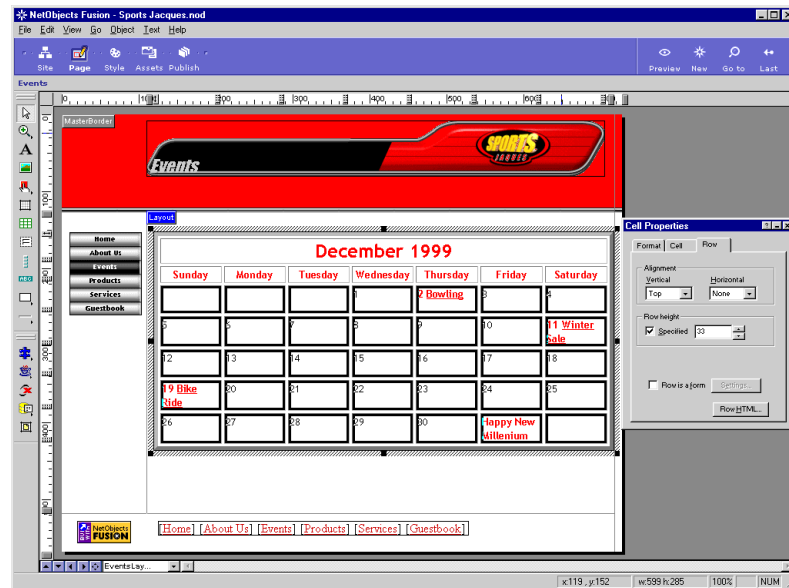 NetObjects Fusion - Sports Jacques.nod
File Edit View Go Object Text Help
Site Page Style Assets Publish Preview New Go to Last
Events
MasterBorder
Events
SPORTS
Layout
Home
About Us
Events
Products
Services
Guestbook
December 1999
Sunday Monday Tuesday Wednesday Thursday Friday Saturday
1 2 Bowling 3 4
5 6 7 8 9 10 11 Winter
Sale
12 13 14 15 16 17 18
19 Bike
Ride
20 21 22 23 24 25
26 27 28 29 30 Happy New
Millenium
Cell Properties
Format Cell Row
Alignment
Vertical Horizontal
Top None
Row height
Specified 33
Row is a form Settings...
Row HTML...
NetObjects
FUSION
[Home] [About Us] [Events] [Products] [Services] [Guestbook]
EventsLay...
x:119 , y:152 w:599 h:285 100% NUM